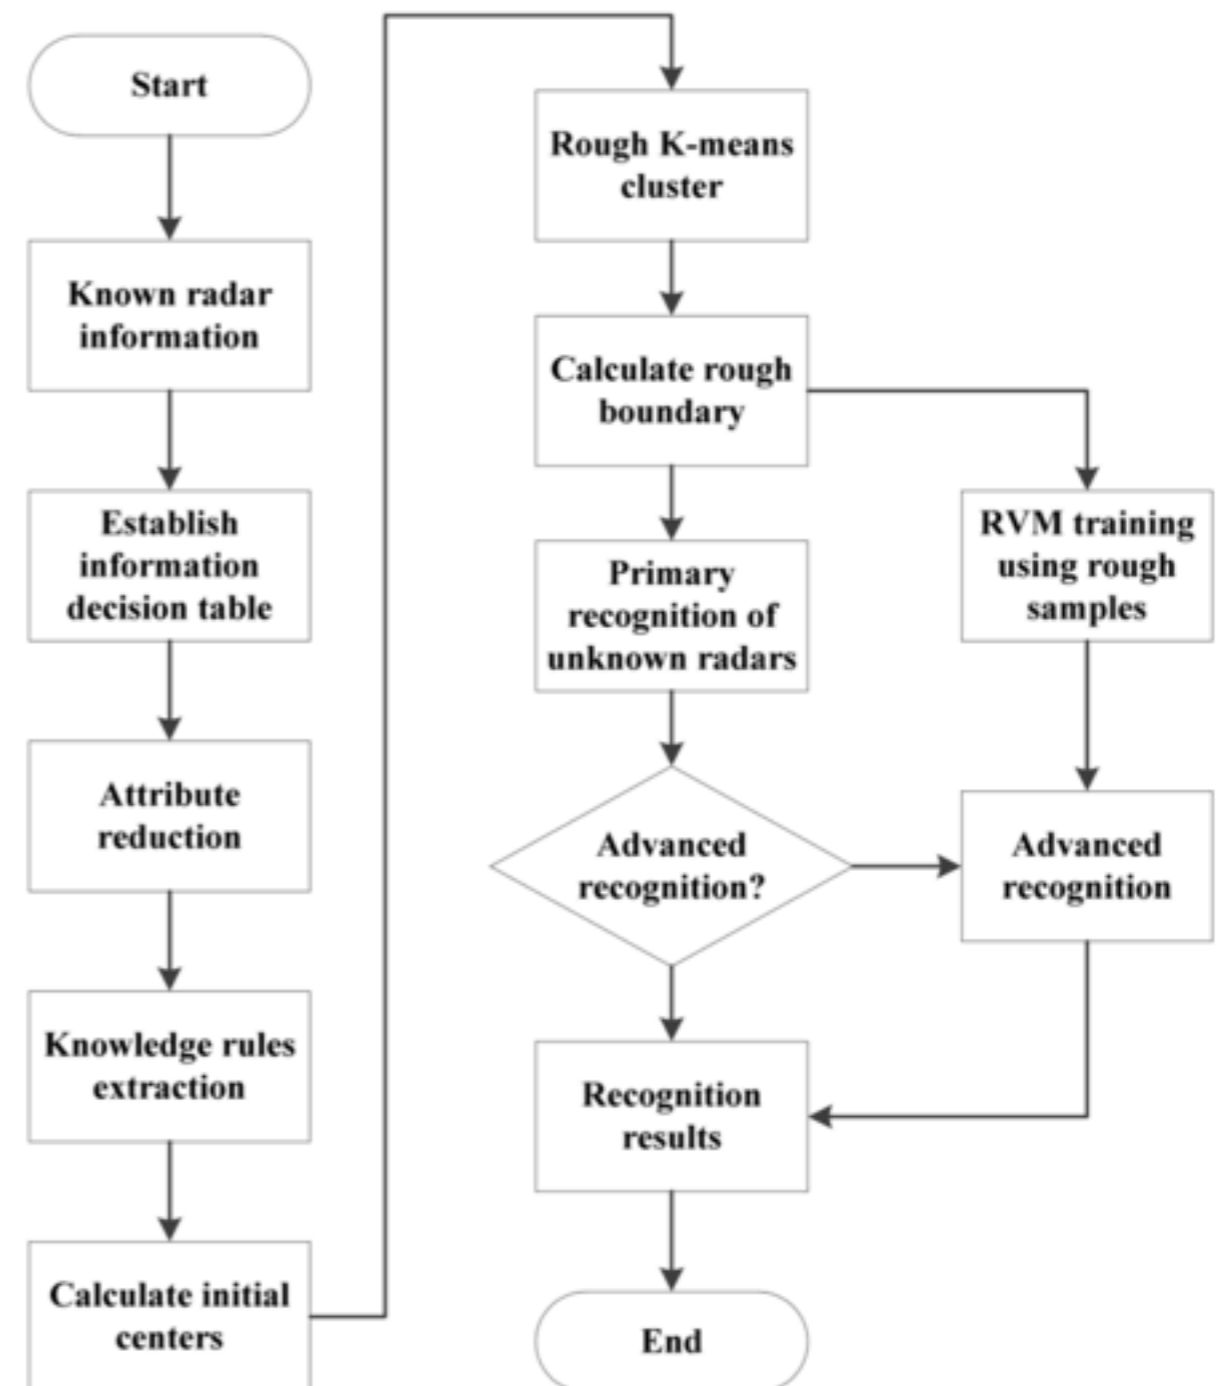 Start
Known radar
information
Establish
information
decision table
Attribute
reduction
Knowledge rules
extraction
Calculate initial
centers
Rough K-means
cluster
Calculate rough
boundary
Primary
recognition of
unknown radars
Advanced
recognition?
Recognition
results
End
RVM training
using rough
samples
Advanced
recognition